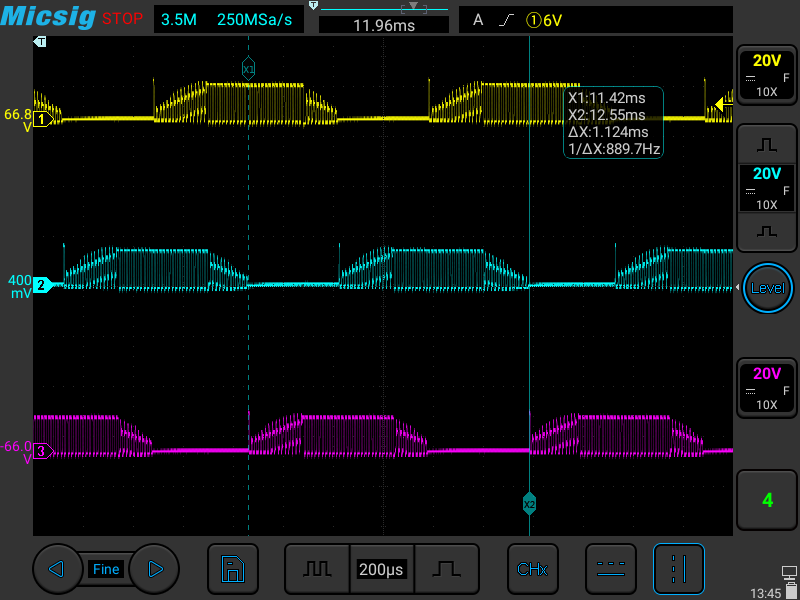 Micsig STOP 3.5M 250MSa/s T 11.96ms A ①6V
T
X1
20V
F
10X
X1:11.42ms
X2:12.55ms
ΔX:1.124ms
1/ΔX:889.7Hz
66.8
V
1
20V
F
10X
400
mV
2
Level
20V
F
10X
-66.0
V
3
X2
4
Fine
200μs
CHx
13:45